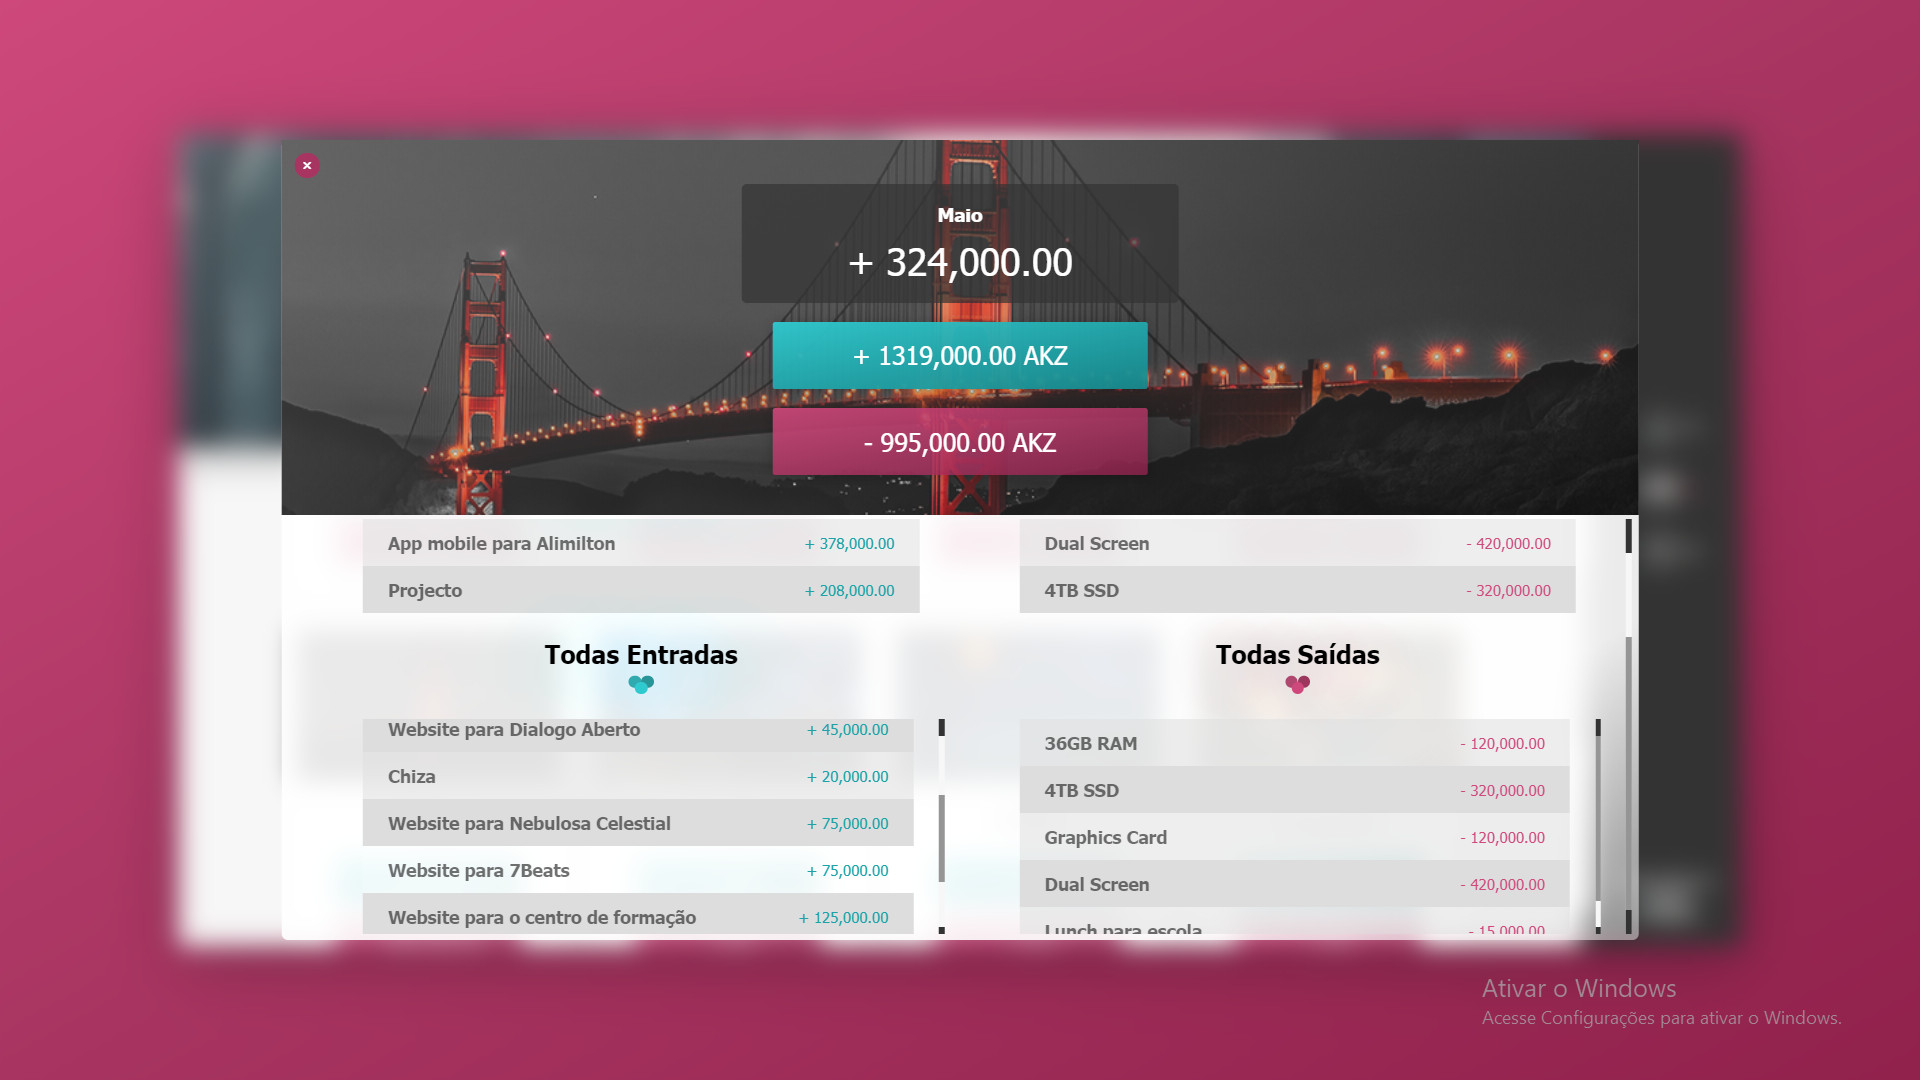 ×
Maio
+ 324,000.00
+ 1319,000.00 AKZ
- 995,000.00 AKZ
App mobile para Alimilton + 378,000.00
Projecto + 208,000.00
Dual Screen - 420,000.00
4TB SSD - 320,000.00
Todas Entradas
Website para Dialogo Aberto + 45,000.00
Chiza + 20,000.00
Website para Nebulosa Celestial + 75,000.00
Website para 7Beats + 75,000.00
Website para o centro de formação + 125,000.00
Todas Saídas
36GB RAM - 120,000.00
4TB SSD - 320,000.00
Graphics Card - 120,000.00
Dual Screen - 420,000.00
Lunch para escola - 15,000.00
Ativar o Windows
Acesse Configurações para ativar o Windows.